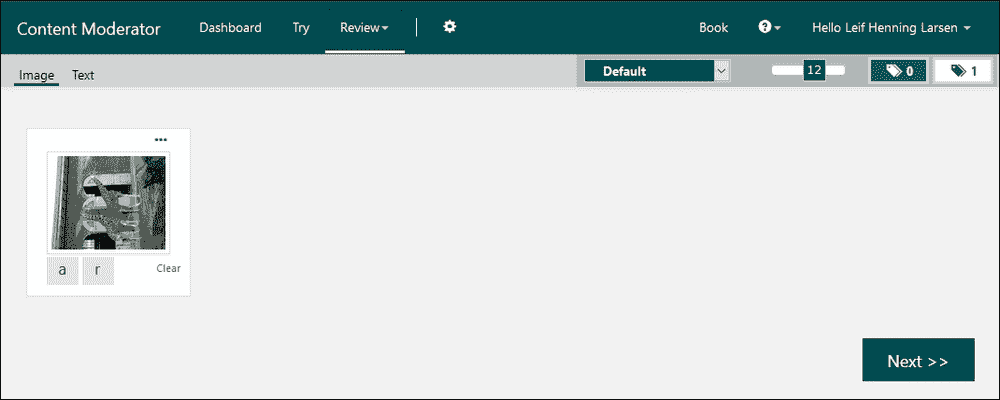 Content Moderator Dashboard Try Review Book ? Hello Leif Henning Larsen
Image Text Default 12 0 1
a r Clear
Next >>